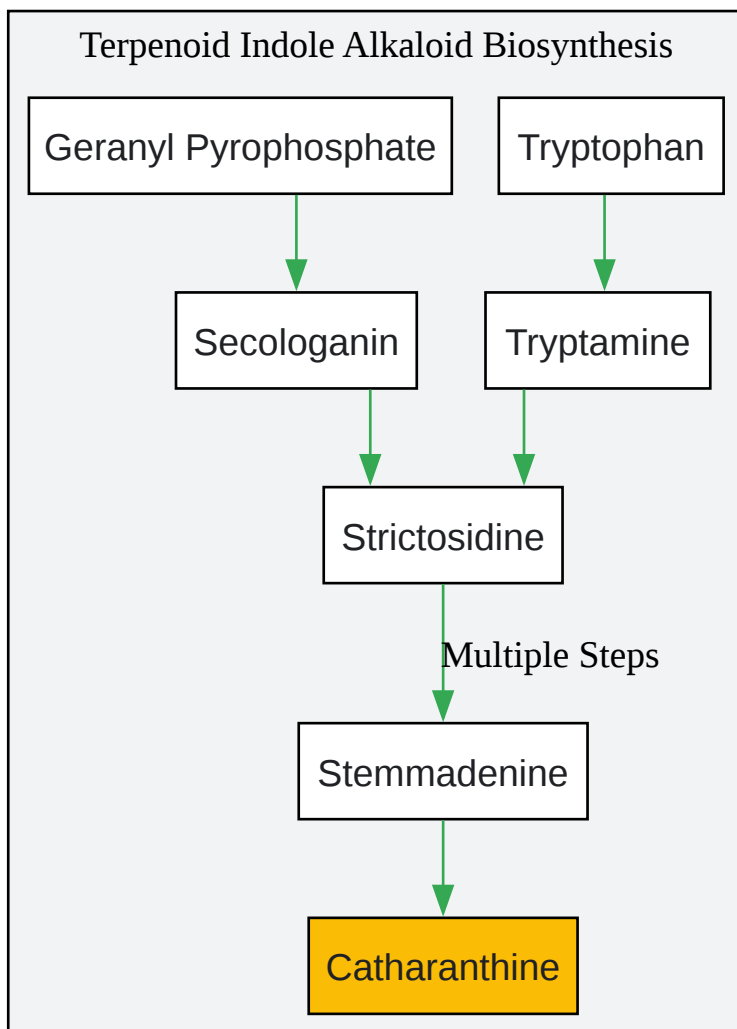 Terpenoid Indole Alkaloid Biosynthesis
Geranyl Pyrophosphate
Tryptophan
Secologanin
Tryptamine
Strictosidine
Multiple Steps
Stemmadenine
Catharanthine